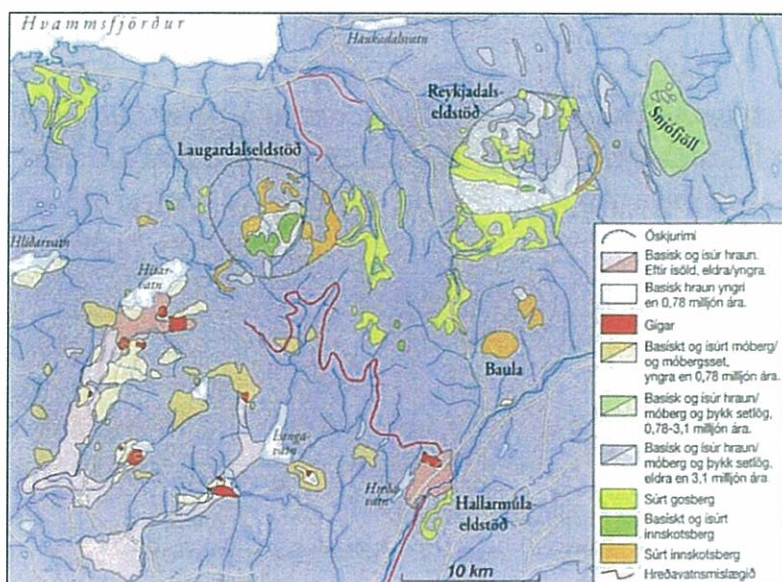 Hvammsfjörður
Haukadalsvatn
Reykjadals-
eldstöð
Snjófjöll
Laugardalseldstöð
Hlíðarvatn
Hítar-
vatn
Baula
Langa-
vatn
Hreða-
vatn
Hallarmúla
eldstöð
10 km
Öskjurimi
Basísk og ísúr hraun.
Eftir ísöld, eldra/yngra.
Basísk hraun yngri
en 0,78 milljón ára.
Gígar
Basískt og ísúrt móberg/
og móbergsset,
yngra en 0,78 milljón ára.
Basísk og ísúr hraun/
móberg og þykk setlög,
0,78-3,1 milljón ára.
Basísk og ísúr hraun/
móberg og þykk setlög,
eldra en 3,1 milljón ára.
Súrt gosberg
Basískt og ísúrt
innskotsberg
Súrt innskotsberg
Hreðavatnsmislægið